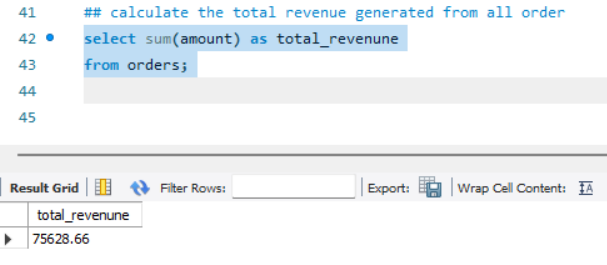 41 ## calculate the total revenue generated from all order
42 select sum(amount) as total_revenune
43 from orders;
44
45
Result Grid Filter Rows: Export: Wrap Cell Content: IA
total_revenune
75628.66